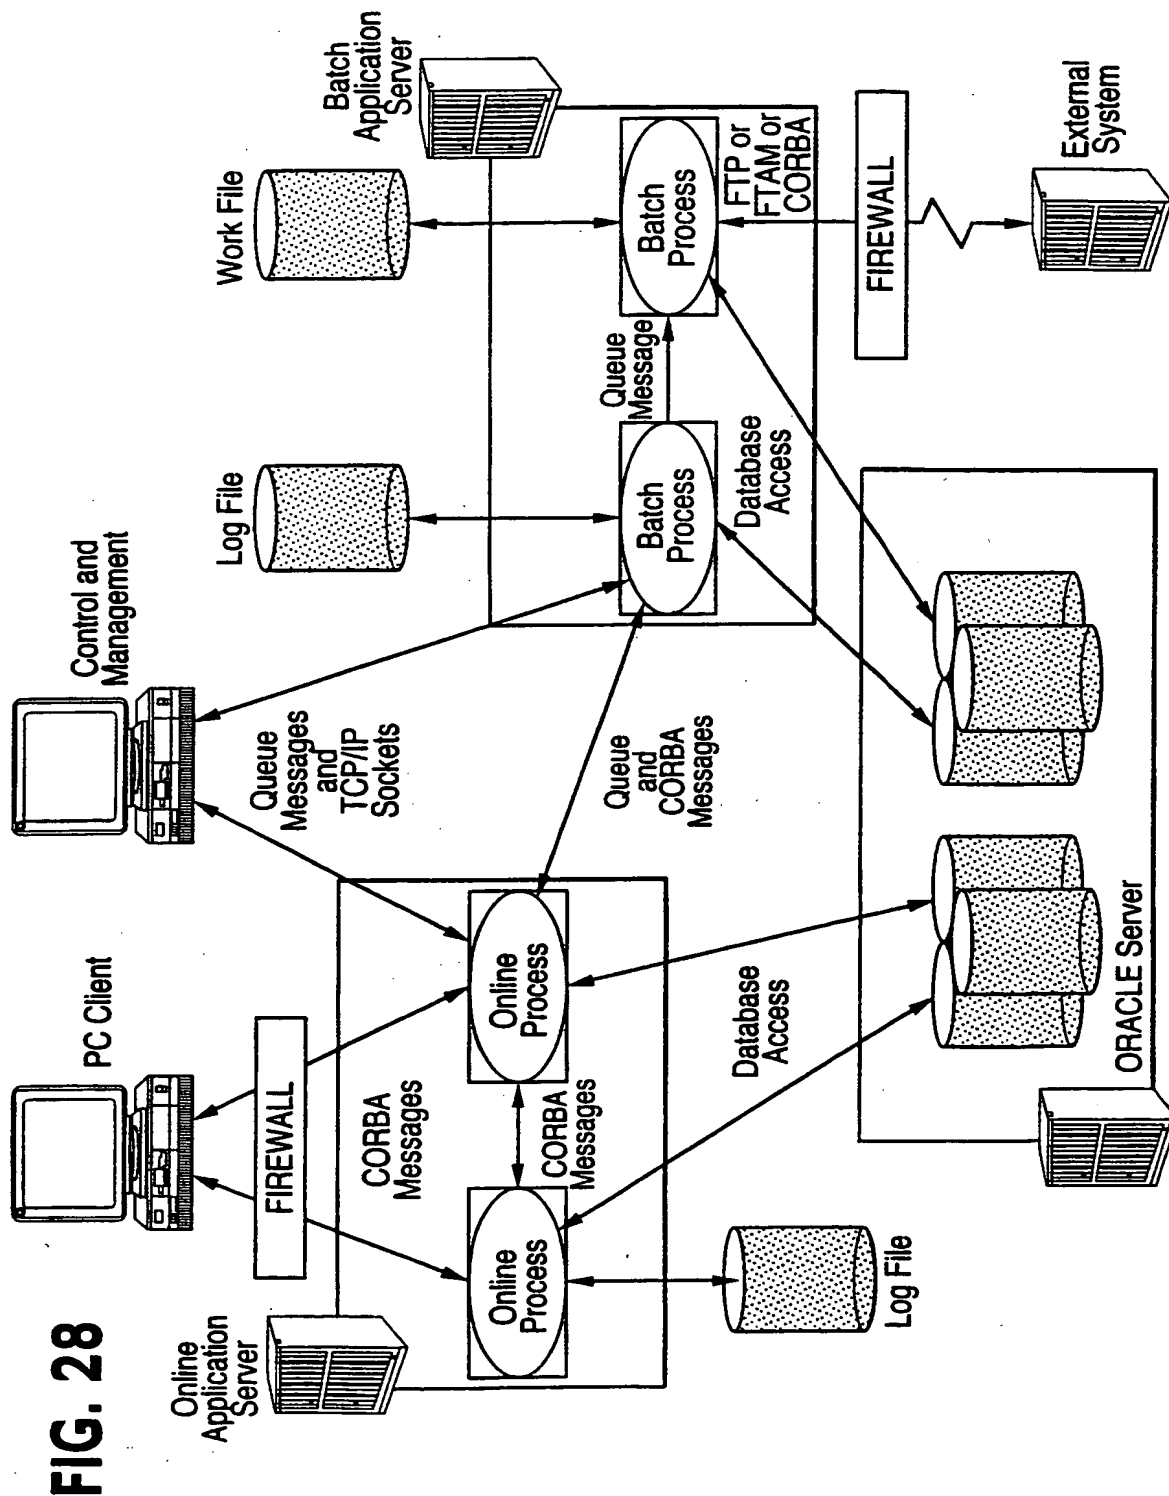 FIG. 28
Online
Application
Server
PC Client
FIREWALL
CORBA
Messages
Online
Process
CORBA
Messages
Online
Process
Log File
Database
Access
ORACLE Server
Control and
Management
Queue
Messages
and
TCP/IP
Sockets
Queue
and
CORBA
Messages
Log File
Work File
Batch
Application
Server
Batch
Process
Queue
Message
Batch
Process
Database
Access
FTP or
FTAM or
CORBA
FIREWALL
External
System